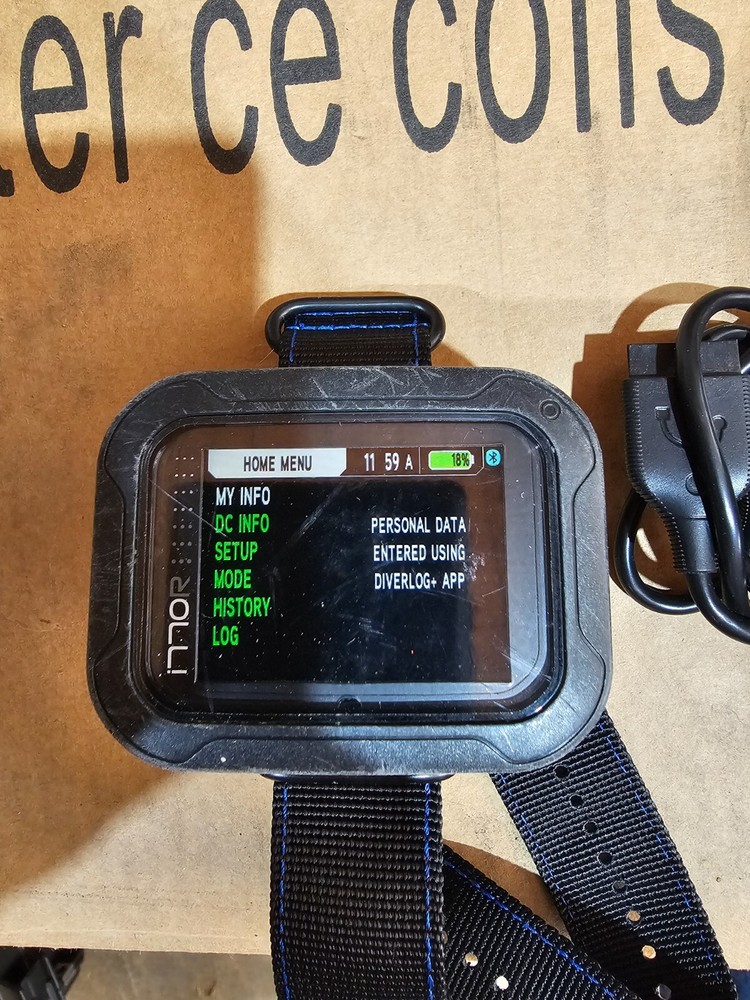 er ce colis
HOME MENU 11 59 A 18%
MY INFO
DC INFO PERSONAL DATA
SETUP ENTERED USING
MODE DIVERLOG+ APP
HISTORY
LOG
i770R